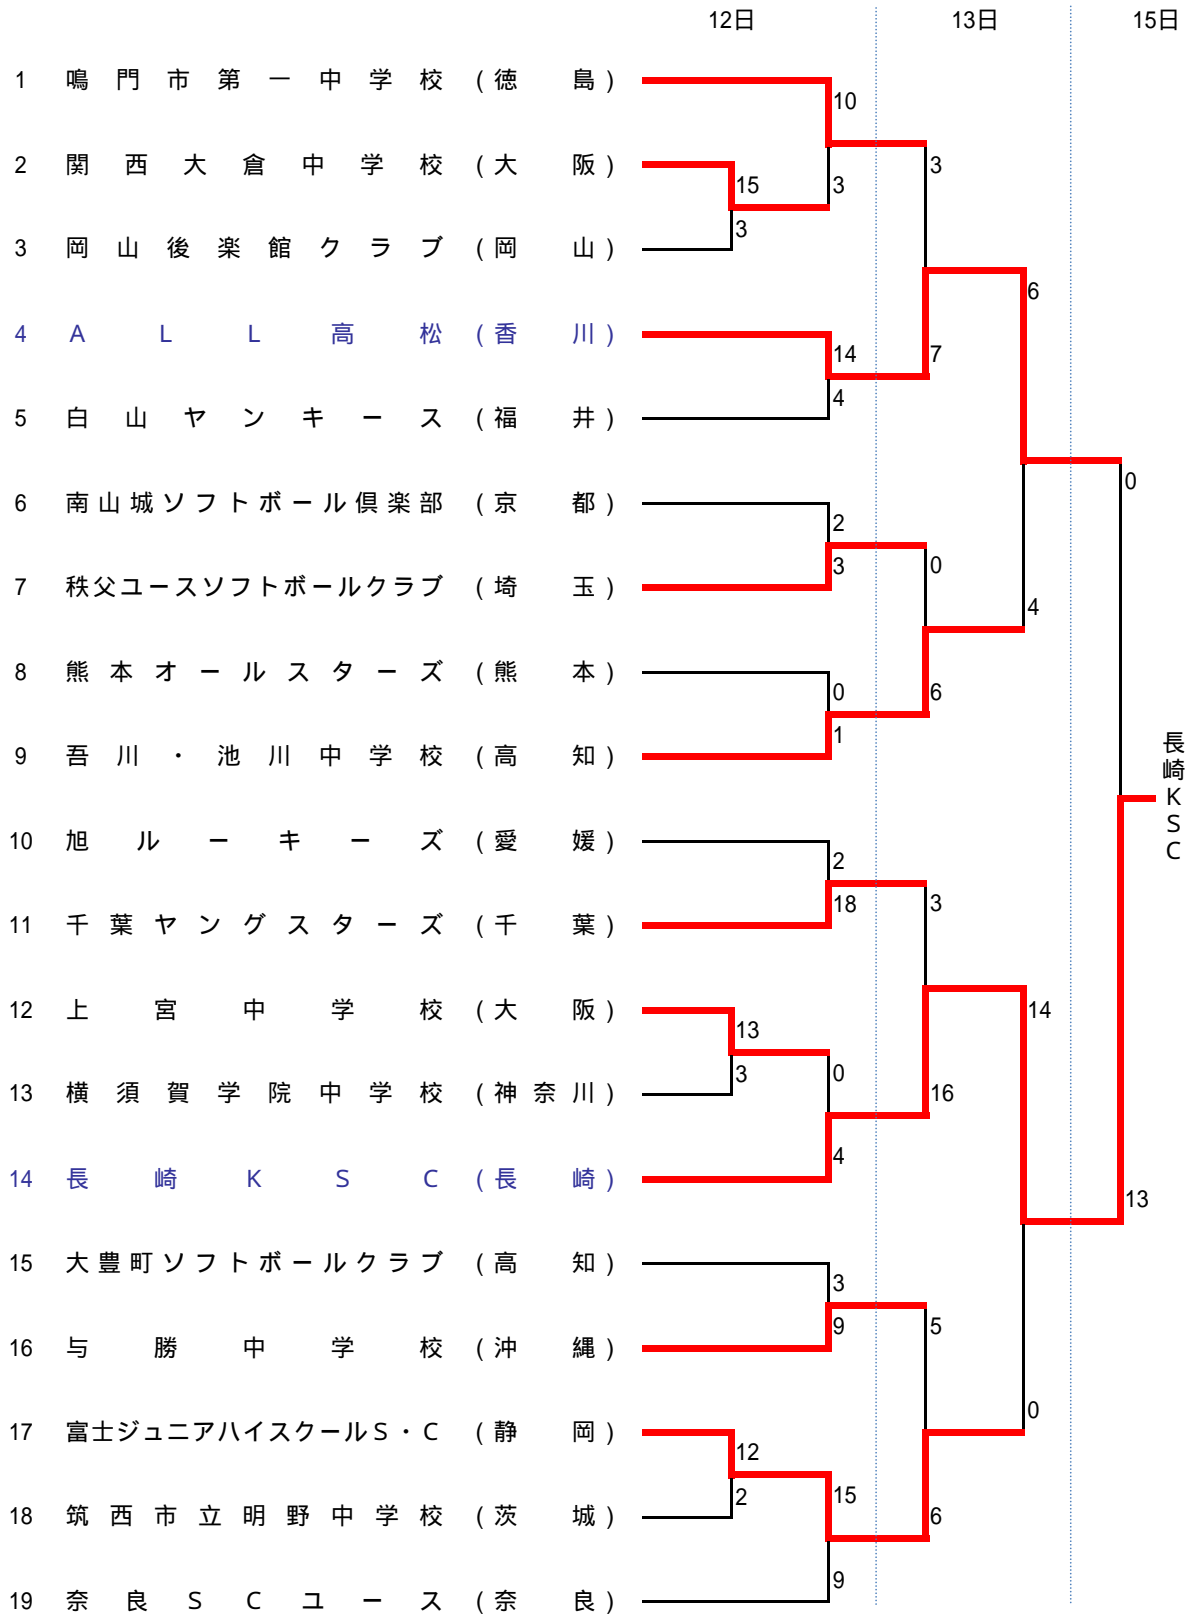 12日 13日 15日
1 鳴門市第一中学校 (徳島)
10
2 関西大倉中学校 (大阪)
3
15
3
3
3 岡山後楽館クラブ (岡山)
6
4 ALL高松 (香川)
14
7
4
5 白山ヤンキース (福井)
0
6 南山城ソフトボール倶楽部 (京都)
2
3
0
7 秩父ユースソフトボールクラブ (埼玉)
4
8 熊本オールスターズ (熊本)
0
6
1
9 吾川・池川中学校 (高知)
長崎KSC
10 旭ルーキーズ (愛媛)
2
18
3
11 千葉ヤングスターズ (千葉)
12 上宮中学校 (大阪)
14
13
3
0
13 横須賀学院中学校 (神奈川)
16
4
14 長崎KSC (長崎)
13
15 大豊町ソフトボールクラブ (高知)
3
9
5
16 与勝中学校 (沖縄)
0
17 富士ジュニアハイスクールS・C (静岡)
12
2
15
18 筑西市立明野中学校 (茨城)
6
9
19 奈良SCユース (奈良)